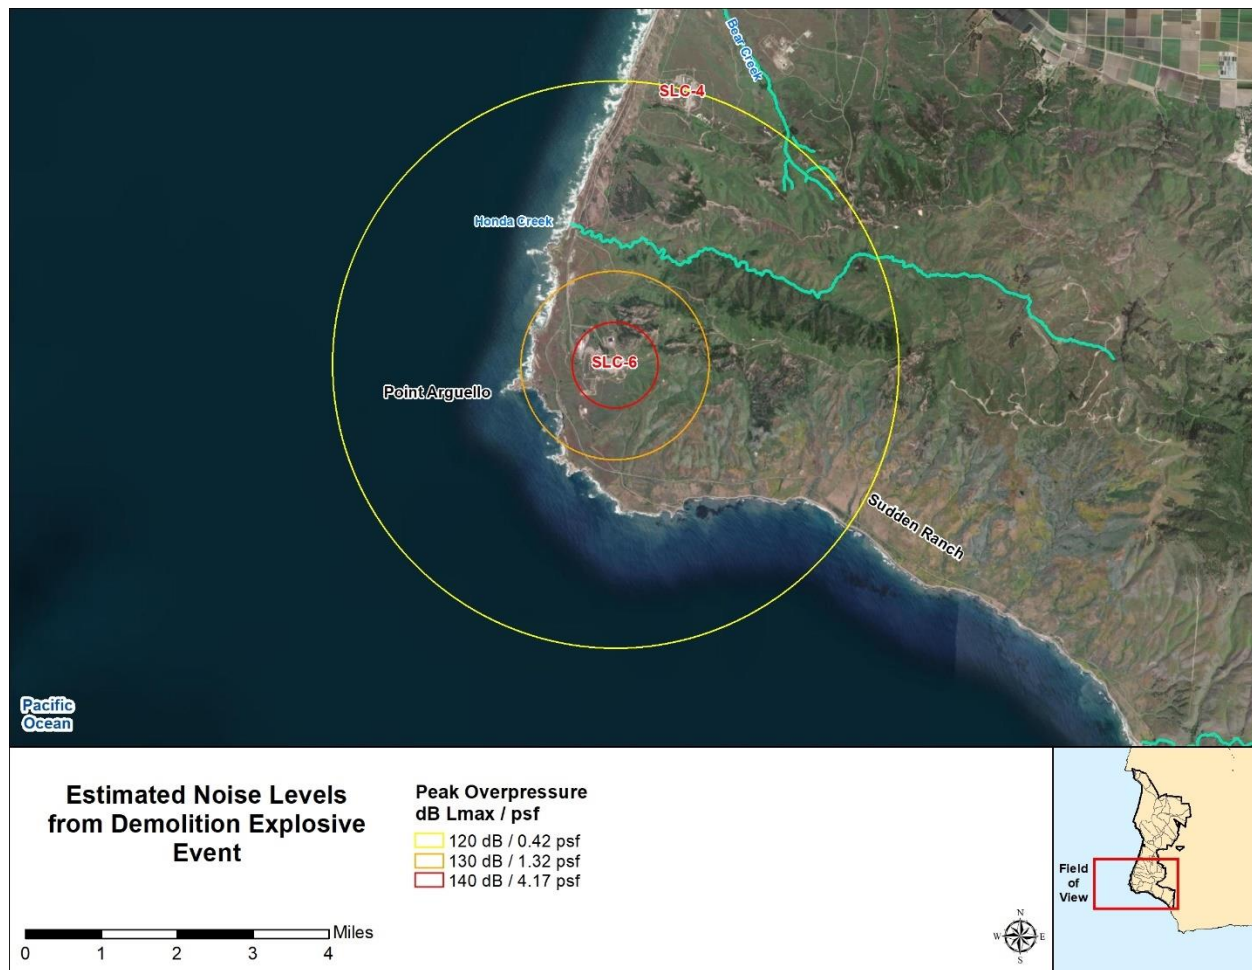 Bear Creek
SLC-4
Honda Creek
SLC-6
Point Arguello
Sudden Ranch
Pacific
Ocean
Estimated Noise Levels
from Demolition Explosive
Event
Peak Overpressure
dB Lmax / psf
120 dB / 0.42 psf
130 dB / 1.32 psf
140 dB / 4.17 psf
0 1 2 3 4 Miles
N
W E
S
Field
of
View